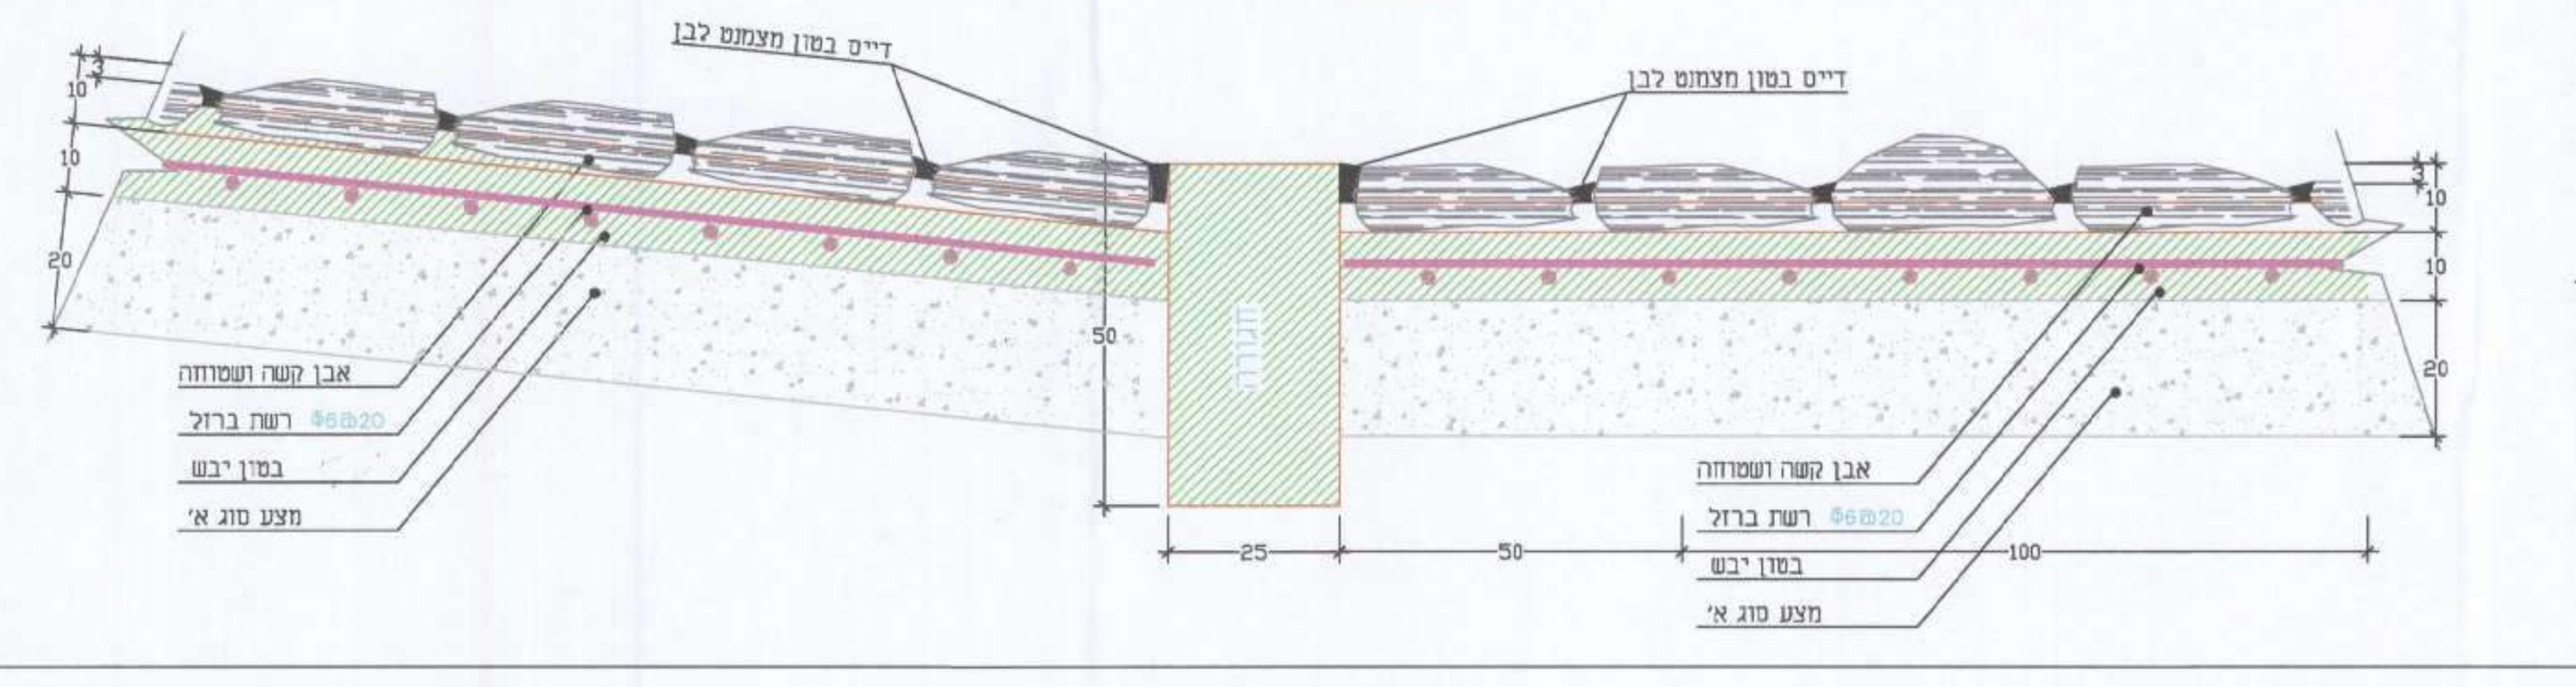 דייס בטון מצמנט לבן
דייס בטון מצמנט לבן
3
10
10
20
3
10
10
20
50
חגורה
אבן קשה ושטוחה
רשת ברזל Φ6@20
בטון יבש
מצע סוג א'
אבן קשה ושטוחה
רשת ברזל Φ6@20
בטון יבש
מצע סוג א'
25
50
100